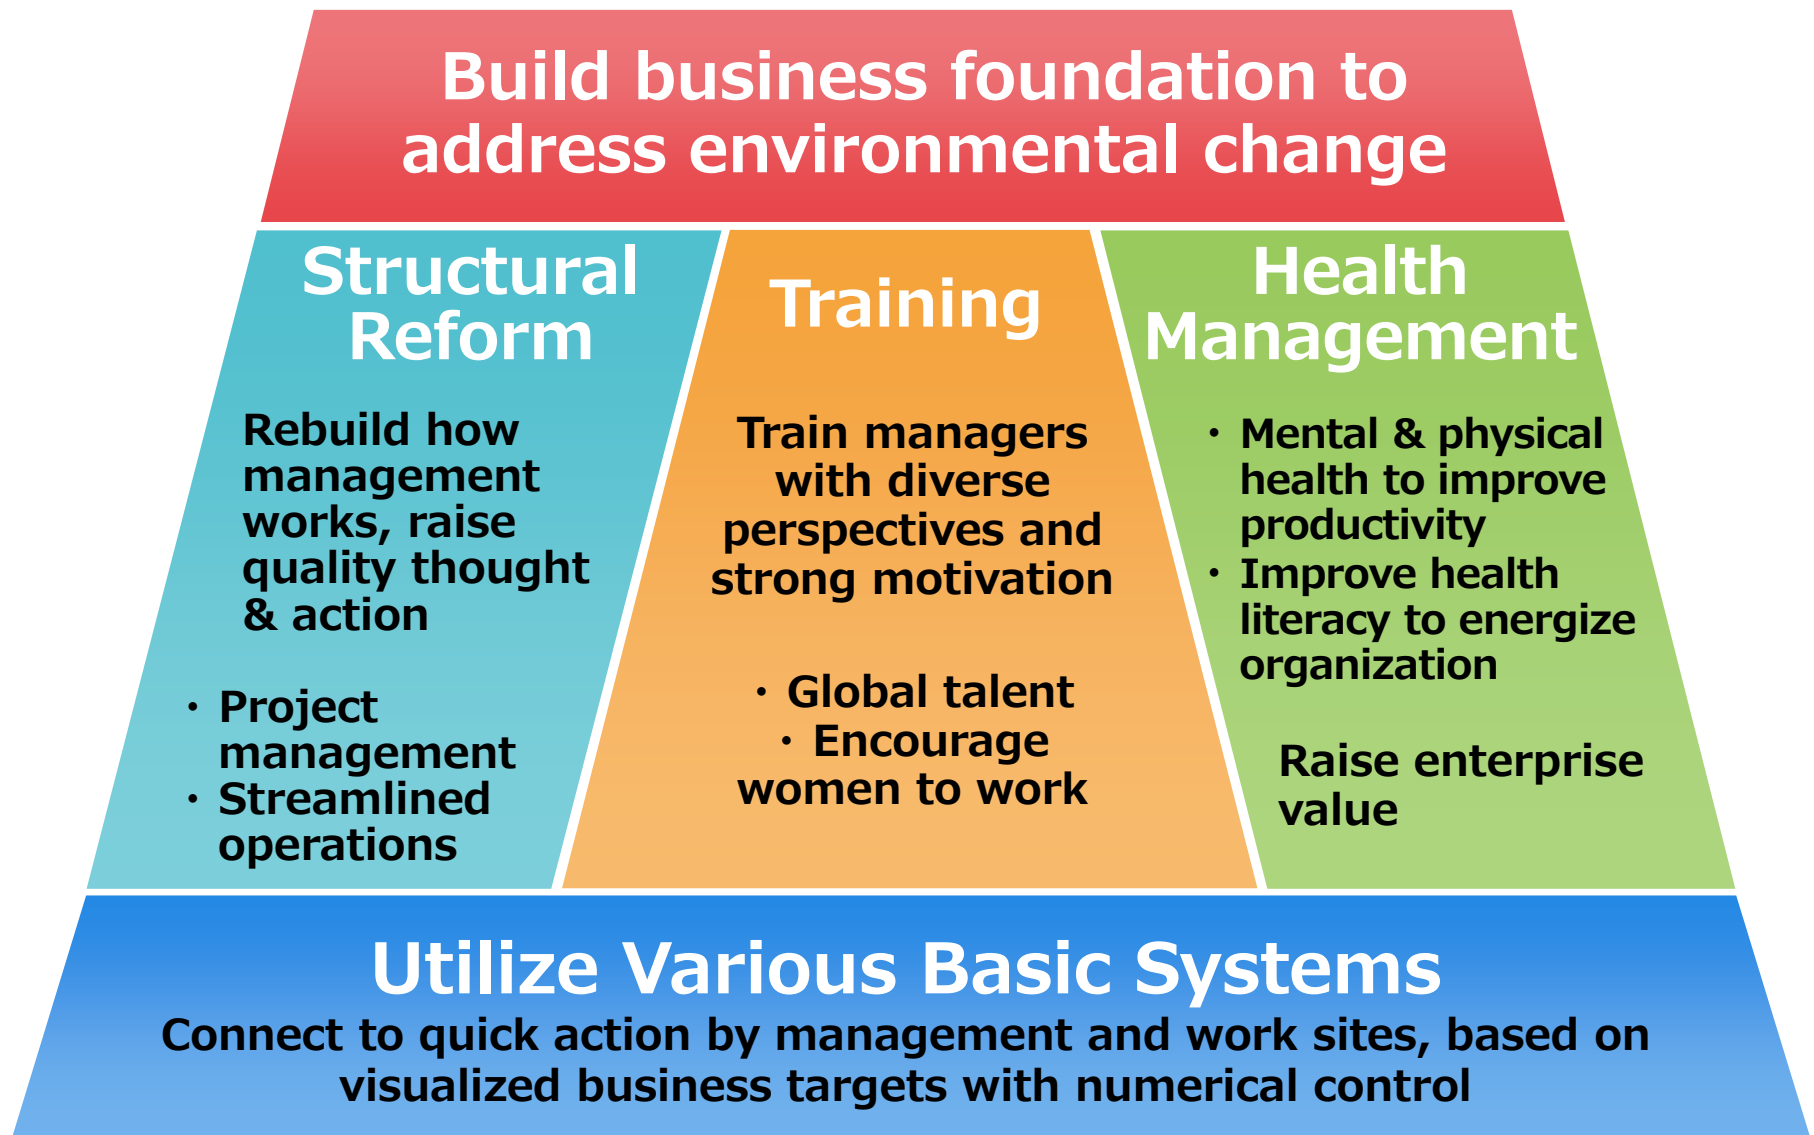 Build business foundation to
address environmental change
Structural
Reform
Rebuild how
management
works, raise
quality thought
& action
・Project
management
・Streamlined
operations
Training
Train managers
with diverse
perspectives and
strong motivation
・Global talent
・Encourage
women to work
Health
Management
・Mental & physical
health to improve
productivity
・Improve health
literacy to energize
organization
Raise enterprise
value
Utilize Various Basic Systems
Connect to quick action by management and work sites, based on
visualized business targets with numerical control